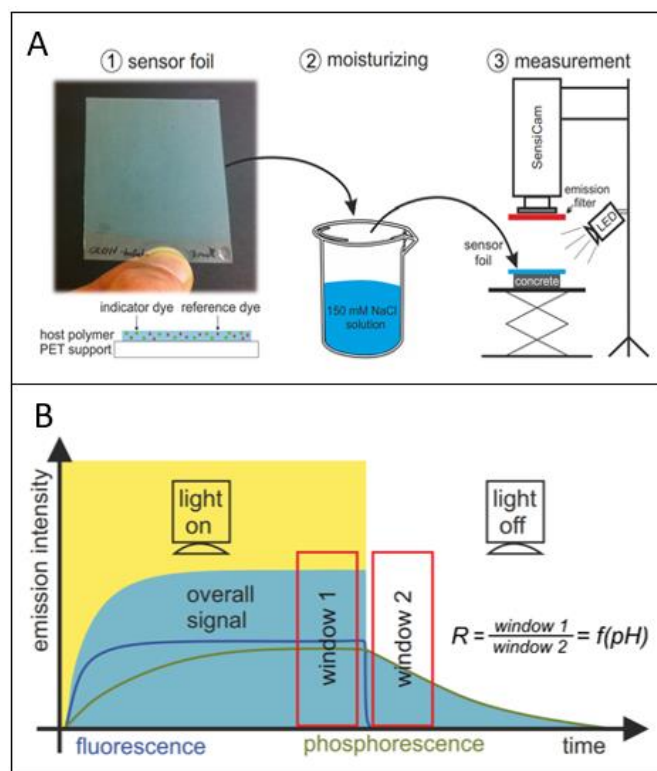 A
① sensor foil
② moisturizing
③ measurement
SensiCam
emission
filter
LED
sensor
foil
concrete
150 mM NaCl
solution
indicator dye
reference dye
host polymer
PET support
B
emission intensity
light
on
light
off
overall
signal
window 1
window 2
R = window 1 / window 2 = f(pH)
fluorescence
phosphorescence
time